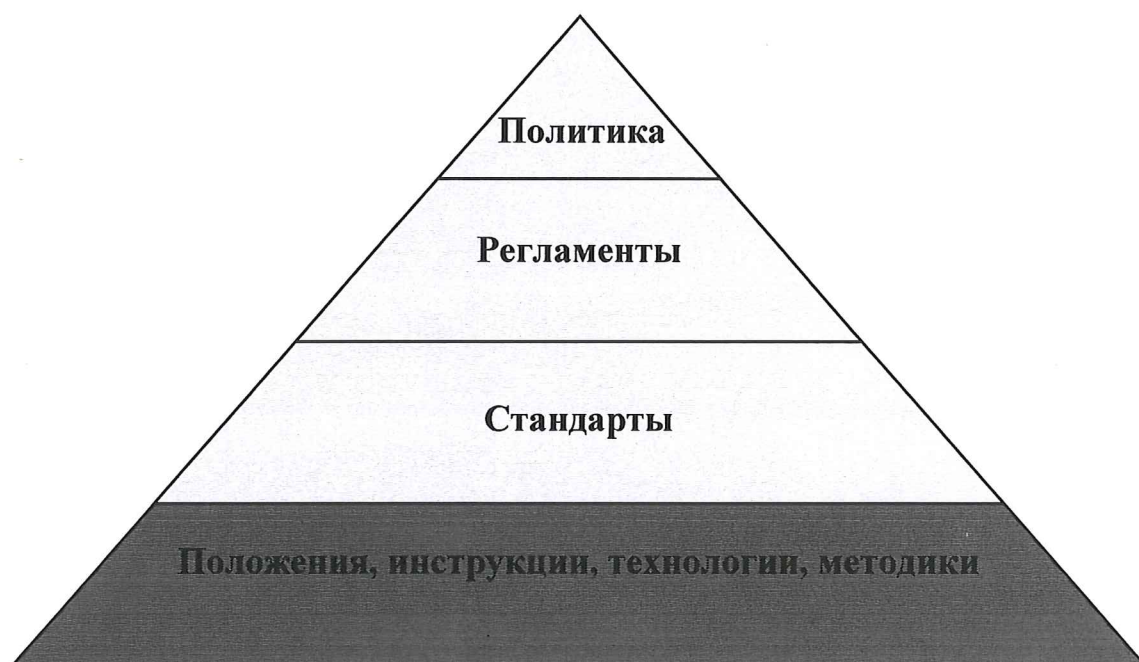 Политика
Регламенты
Стандарты
Положения, инструкции, технологии, методики